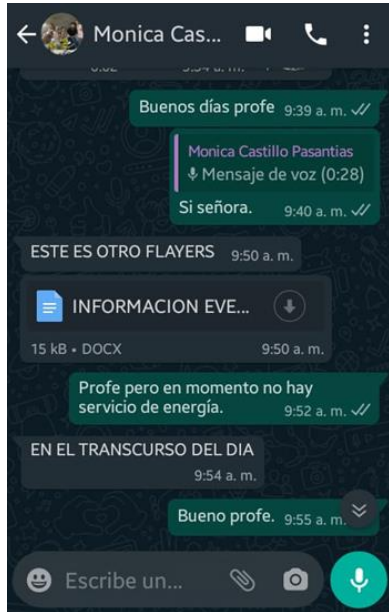 Monica Cas...
Buenos días profe 9:39 a. m.
Monica Castillo Pasantias
Mensaje de voz (0:28)
Si señora. 9:40 a. m.
ESTE ES OTRO FLAYERS 9:50 a. m.
INFORMACION EVE...
15 kB • DOCX 9:50 a. m.
Profe pero en momento no hay
servicio de energía. 9:52 a. m.
EN EL TRANSCURSO DEL DIA
9:54 a. m.
Bueno profe. 9:55 a. m.
Escribe un...